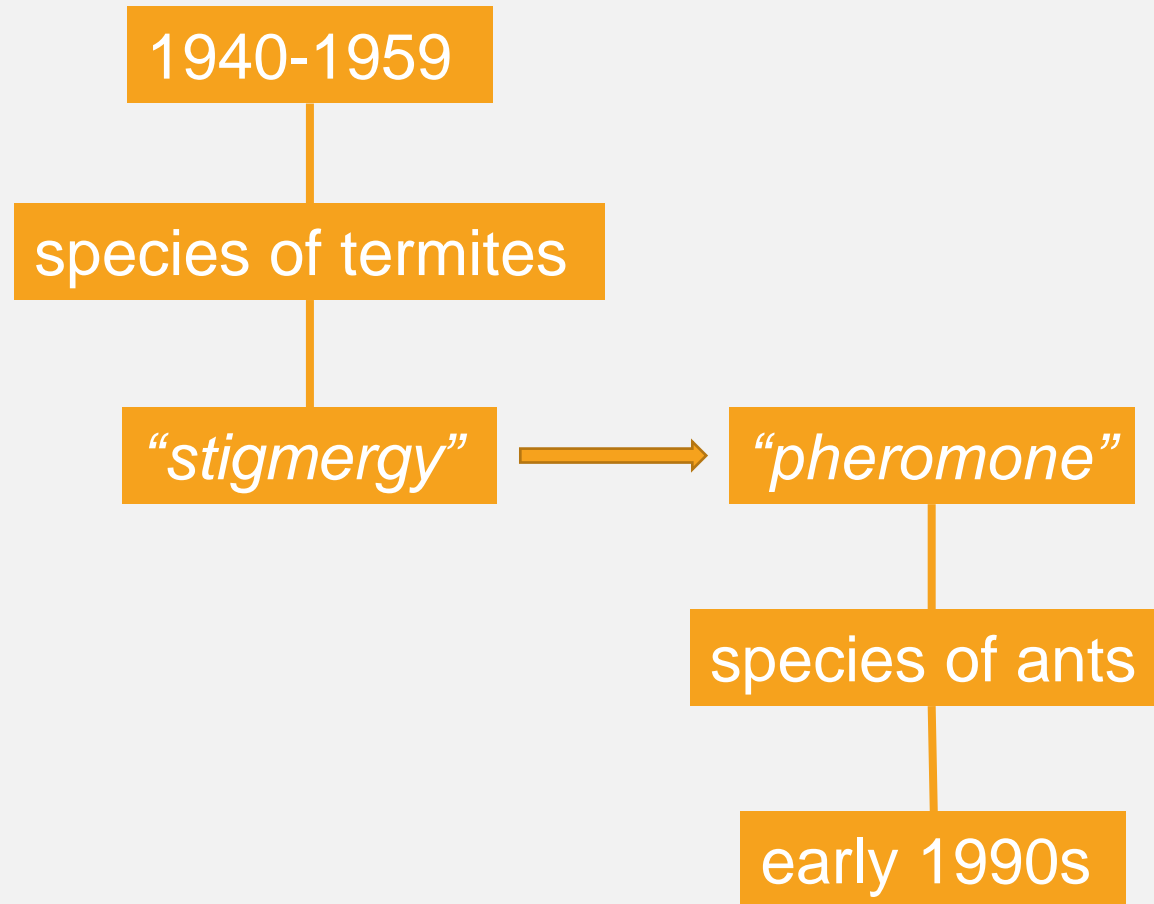 1940-1959
species of termites
“stigmergy”
“pheromone”
species of ants
early 1990s